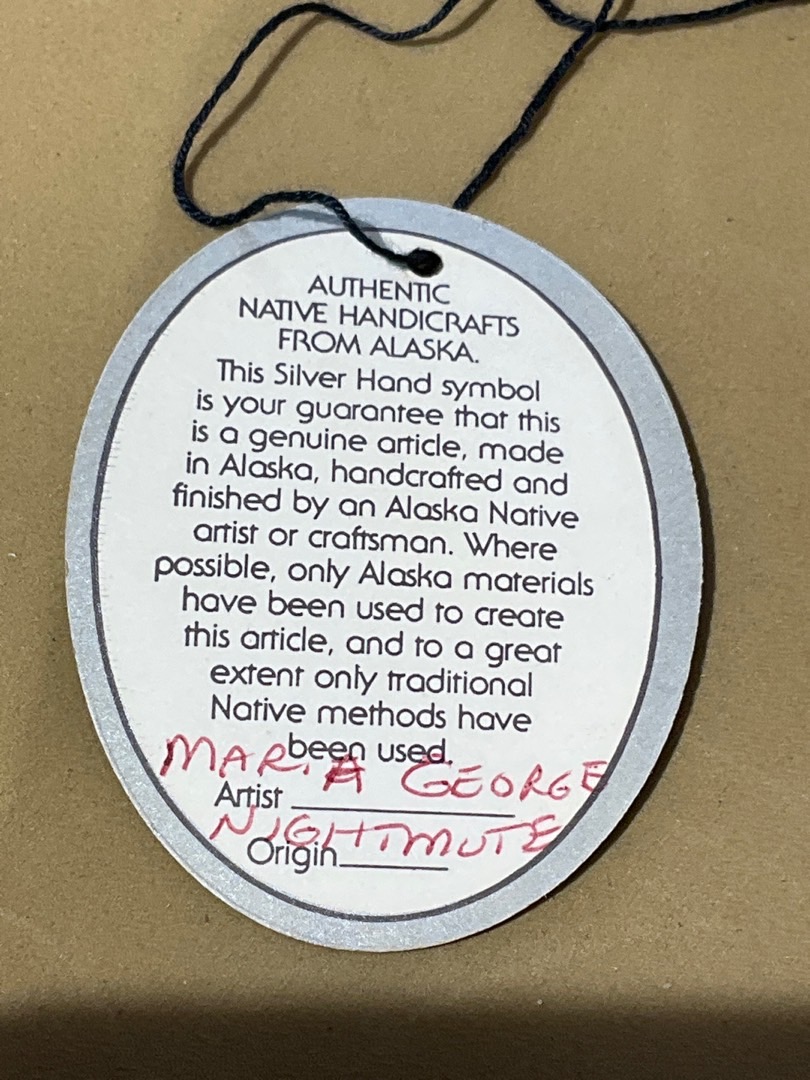 AUTHENTIC
NATIVE HANDICRAFTS
FROM ALASKA.
This Silver Hand symbol
is your guarantee that this
is a genuine article, made
in Alaska, handcrafted and
finished by an Alaska Native
artist or craftsman. Where
possible, only Alaska materials
have been used to create
this article, and to a great
extent only traditional
Native methods have
been used.
MARIA GEORGE
Artist
NIGHTMUTE
Origin